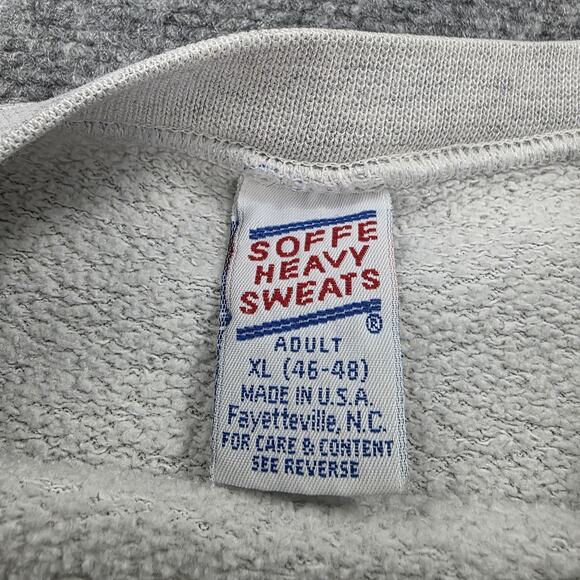 SOFFE
HEAVY
SWEATS
®
ADULT
XL (46-48)
MADE IN U.S.A.
Fayetteville, N.C.
FOR CARE & CONTENT
SEE REVERSE